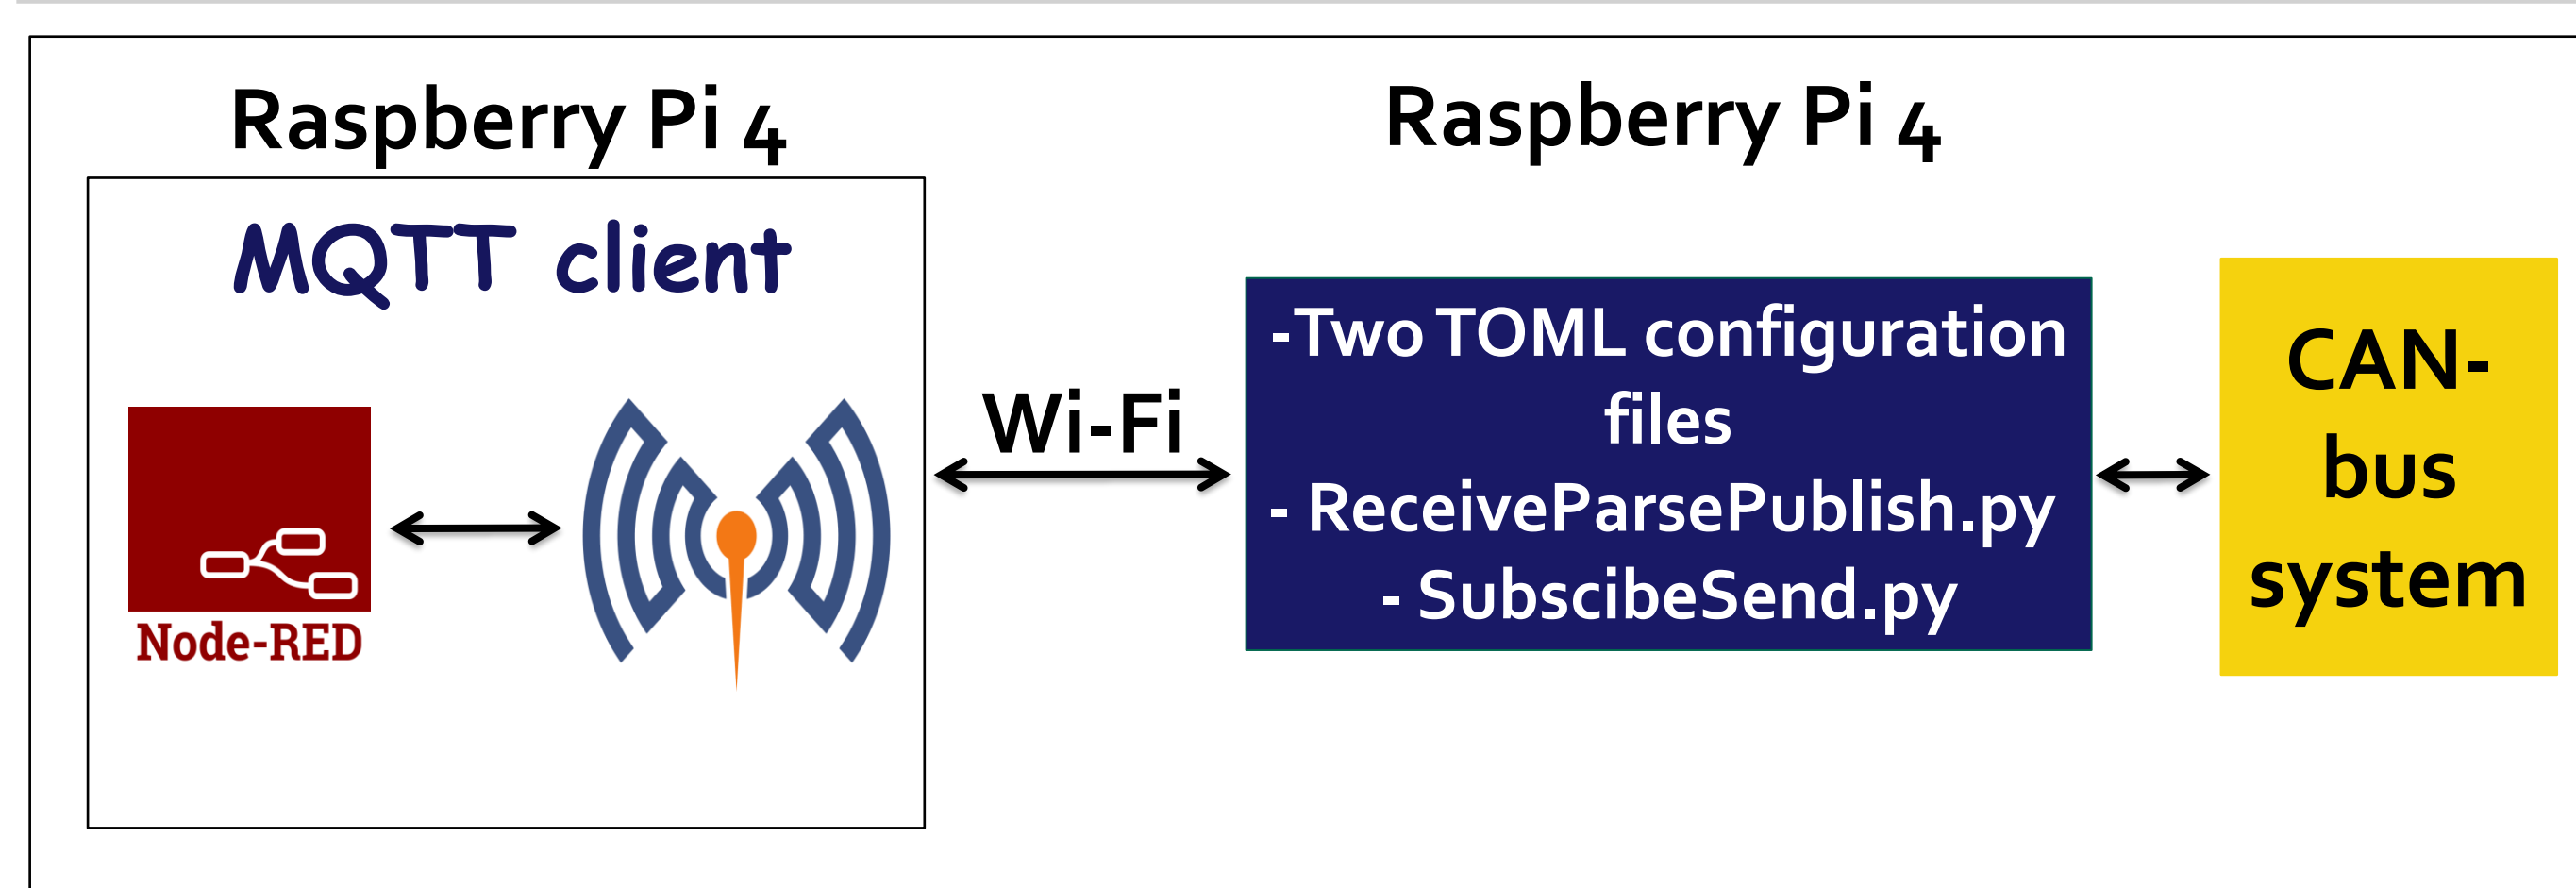 Raspberry Pi 4
MQTT client
Node-RED
Wi-Fi
Raspberry Pi 4
-Two TOML configuration
files
- ReceiveParsePublish.py
- SubscibeSend.py
CAN-
bus
system